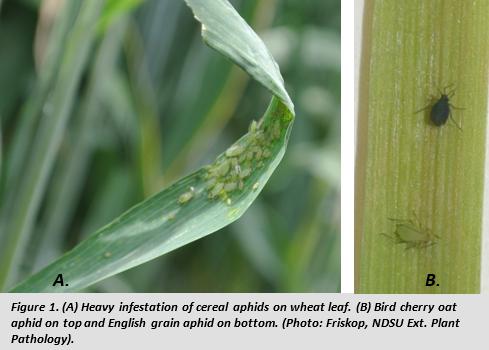 A.
B.
Figure 1. (A) Heavy infestation of cereal aphids on wheat leaf. (B) Bird cherry oat
aphid on top and English grain aphid on bottom. (Photo: Friskop, NDSU Ext. Plant
Pathology).